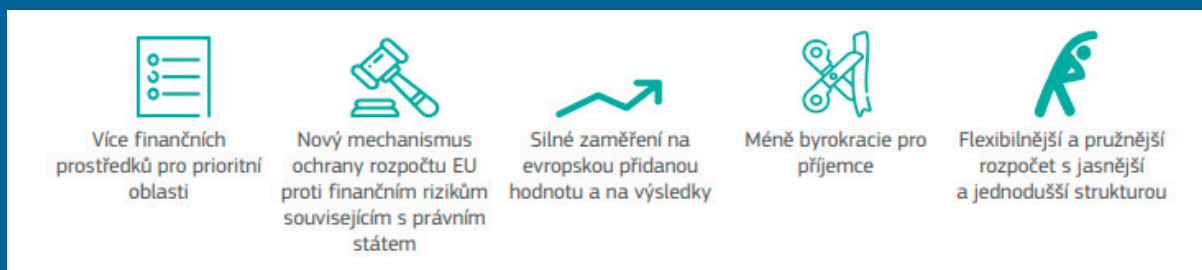 Více finančních
prostředků pro prioritní
oblasti
Nový mechanismus
ochrany rozpočtu EU
proti finančním rizikům
souvisejícím s právním
státem
Silné zaměření na
evropskou přidanou
hodnotu a na výsledky
Méně byrokracie pro
příjemce
Flexibilnější a pružnější
rozpočet s jasnější
a jednodušší strukturou